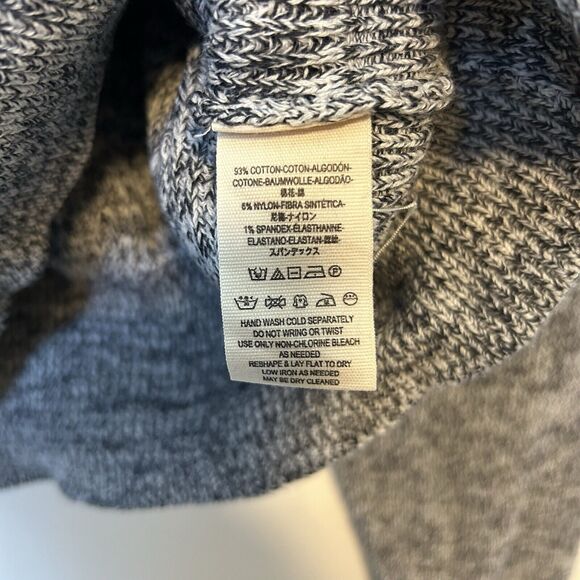 93% COTTON-COTON-ALGODÓN-
COTONE-BAUMWOLLE-ALGODÃO-
棉花-綿
6% NYLON-FIBRA SINTÉTICA-
尼龍-ナイロン
1% SPANDEX-ÉLASTHANNE-
ELASTANO-ELASTAN-
スパンデックス
HAND WASH COLD SEPARATELY
DO NOT WRING OR TWIST
USE ONLY NON-CHLORINE BLEACH
AS NEEDED
RESHAPE & LAY FLAT TO DRY
LOW IRON AS NEEDED
MAY BE DRY CLEANED